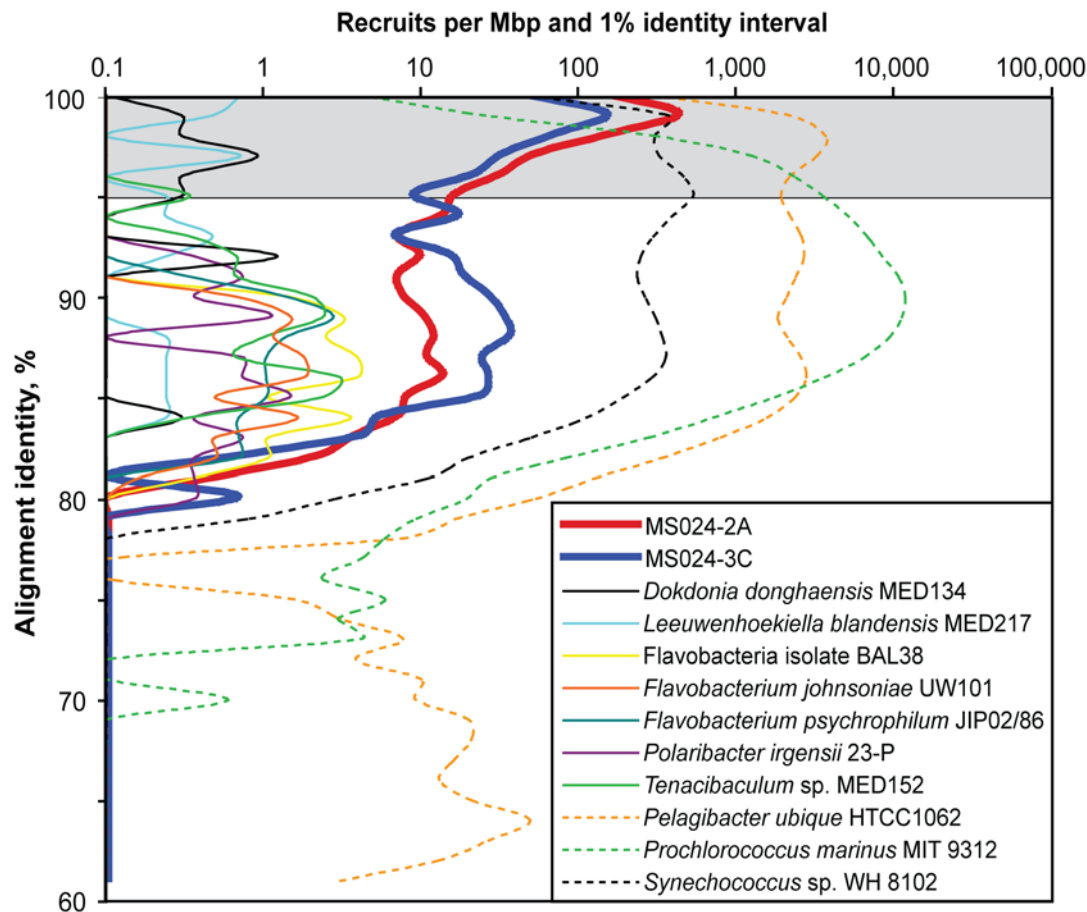 Recruits per Mbp and 1% identity interval
0.1 1 10 100 1,000 10,000 100,000
Alignment identity, %
100
90
80
70
60
MS024-2A
MS024-3C
Dokdonia donghaensis MED134
Leeuwenhoekiella blandensis MED217
Flavobacteria isolate BAL38
Flavobacterium johnsoniae UW101
Flavobacterium psychrophilum JIP02/86
Polaribacter irgensii 23-P
Tenacibaculum sp. MED152
Pelagibacter ubique HTCC1062
Prochlorococcus marinus MIT 9312
Synechococcus sp. WH 8102